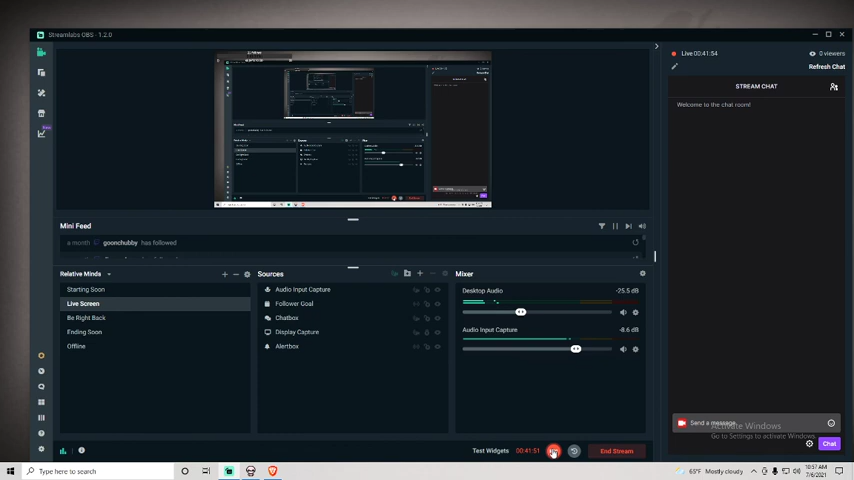 Streamlabs OBS - 1.2.0
Live 00:41:54
0 viewers
Refresh Chat
STREAM CHAT
Welcome to the chat room!
Mini Feed
a month goonchubby has followed
Relative Minds
Sources
Mixer
Starting Soon
Live Screen
Be Right Back
Ending Soon
Offline
Audio Input Capture
Follower Goal
Chatbox
Display Capture
Alertbox
Desktop Audio
-25.5 dB
Audio Input Capture
-8.6 dB
Send a message
Activate Windows
Go to Settings to activate Windows.
Chat
Test Widgets
00:41:51
End Stream
Type here to search
65°F Mostly cloudy
10:57 AM
7/6/2021